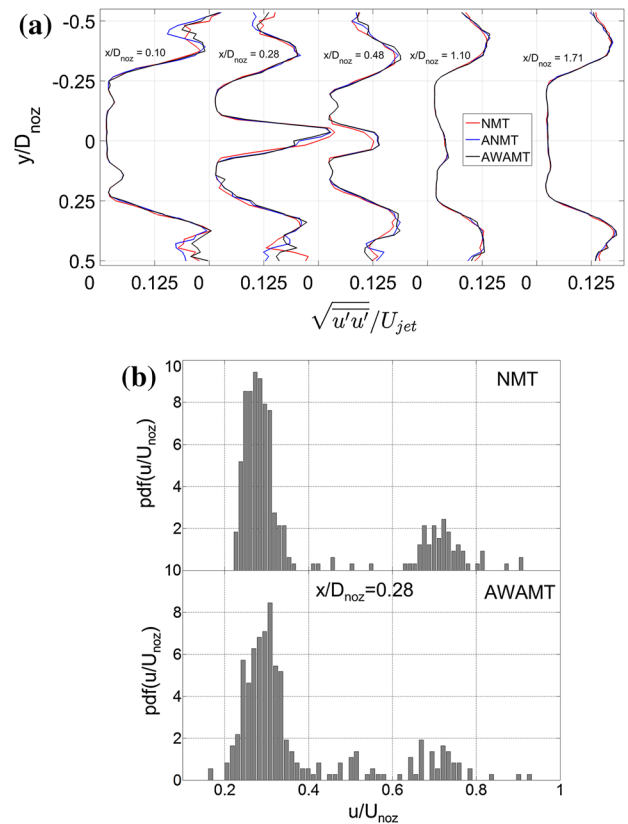 (a)
-0.5
-0.25
0
0.25
0.5
y/D_noz
x/D_noz = 0.10
x/D_noz = 0.28
x/D_noz = 0.48
x/D_noz = 1.10
x/D_noz = 1.71
NMT
ANMT
AWAMT
0 0.125 0 0.125 0 0.125 0 0.125 0 0.125
√u'u'/U_jet
(b)
10
8
6
4
2
10
pdf(u/U_noz)
NMT
x/D_noz=0.28
AWAMT
8
6
4
2
0
pdf(u/U_noz)
0.2 0.4 0.6 0.8 1
u/U_noz